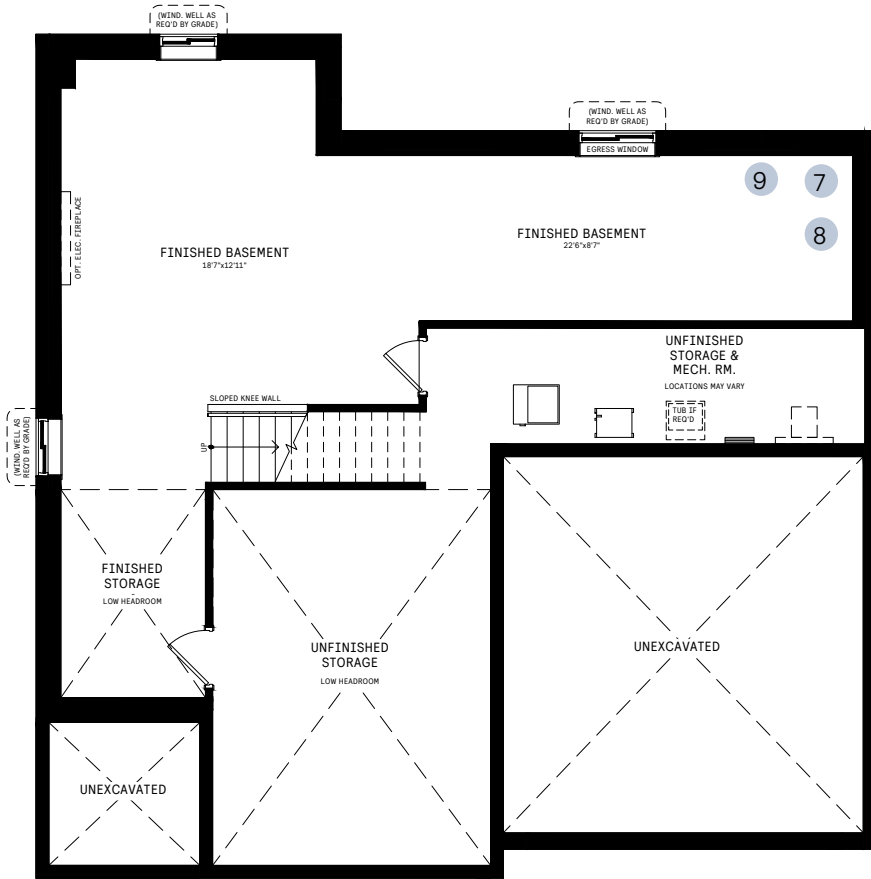 (WIND. WELL AS
REQ'D BY GRADE)
(WIND. WELL AS
REQ'D BY GRADE)
EGRESS WINDOW
9
7
8
OPT. ELEC. FIREPLACE
FINISHED BASEMENT
18'7"x12'11"
FINISHED BASEMENT
22'6"x8'7"
UNFINISHED
STORAGE &
MECH. RM.
LOCATIONS MAY VARY
TUB IF
REQ'D
SLOPED KNEE WALL
UP
(WIND. WELL AS
REQ'D BY GRADE)
FINISHED
STORAGE
LOW HEADROOM
UNFINISHED
STORAGE
LOW HEADROOM
UNEXCAVATED
UNEXCAVATED